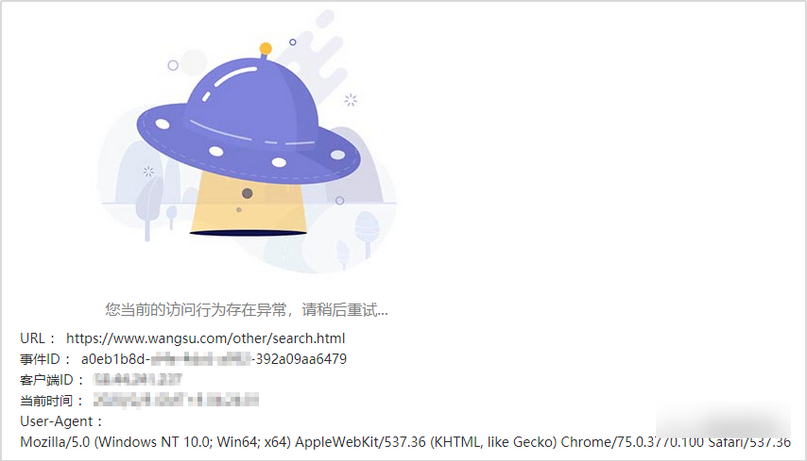 您当前的访问行为存在异常，请稍后重试...
URL： https://www.wangsu.com/other/search.html
事件ID： a0eb1b8d- -392a09aa6479
客户端ID：
当前时间：
User-Agent：
Mozilla/5.0 (Windows NT 10.0; Win64; x64) AppleWebKit/537.36 (KHTML, like Gecko) Chrome/75.0.3770.100 Safari/537.36